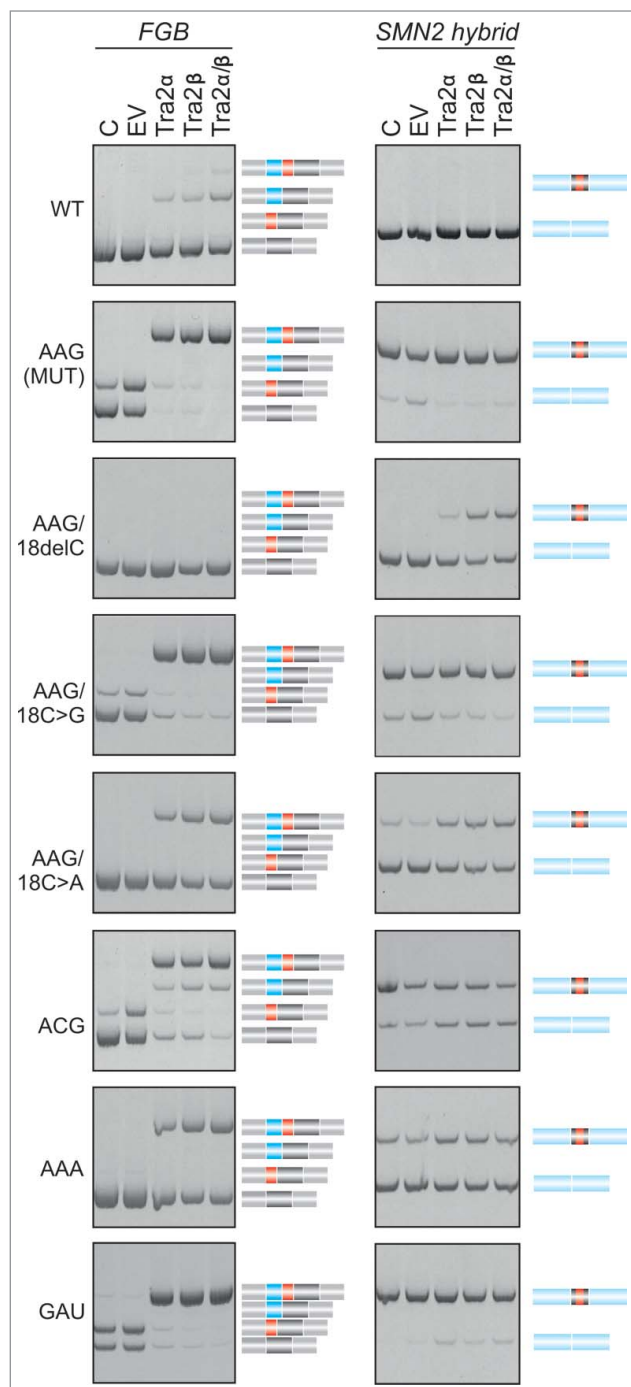 FGB
SMN2 hybrid
C EV Tra2α Tra2β Tra2α/β
C EV Tra2α Tra2β Tra2α/β
WT
AAG
(MUT)
AAG/
18delC
AAG/
18C>G
AAG/
18C>A
ACG
AAA
GAU